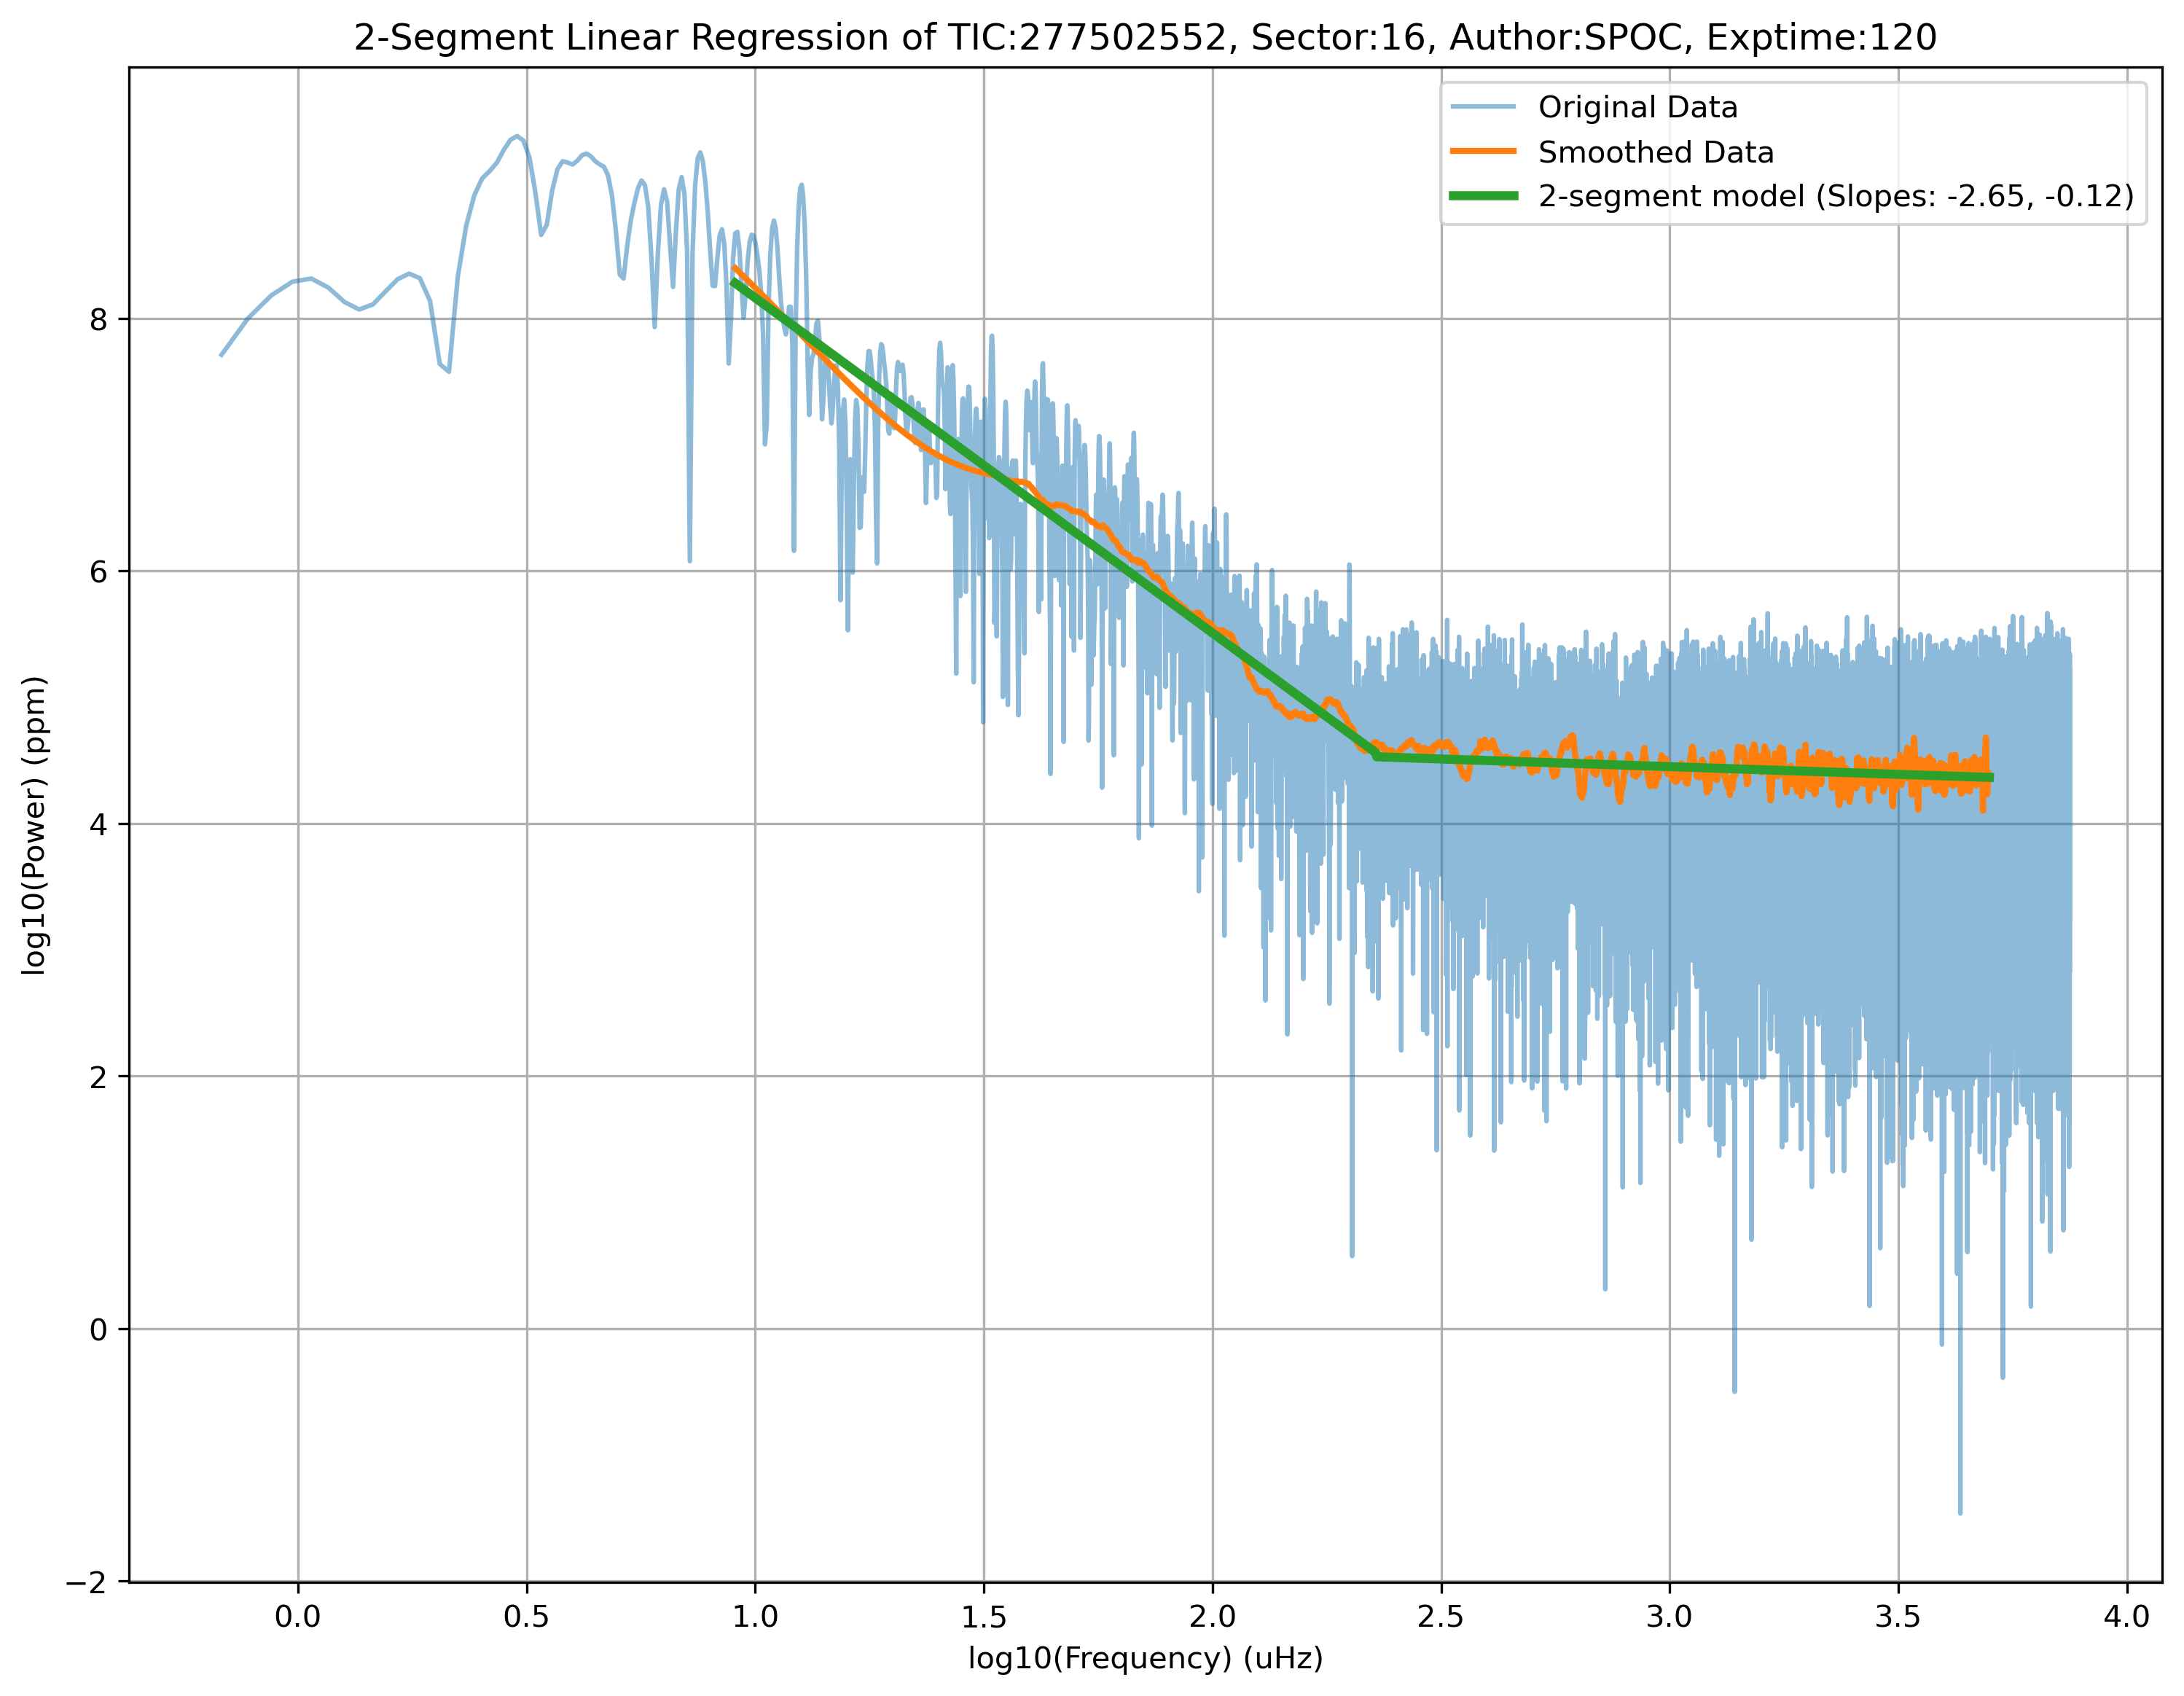 2-Segment Linear Regression of TIC:277502552, Sector:16, Author:SPOC, Exptime:120
Original Data
Smoothed Data
2-segment model (Slopes: -2.65, -0.12)
log10(Power) (ppm)
8
6
4
2
0
−2
0.0 0.5 1.0 1.5 2.0 2.5 3.0 3.5 4.0
log10(Frequency) (uHz)